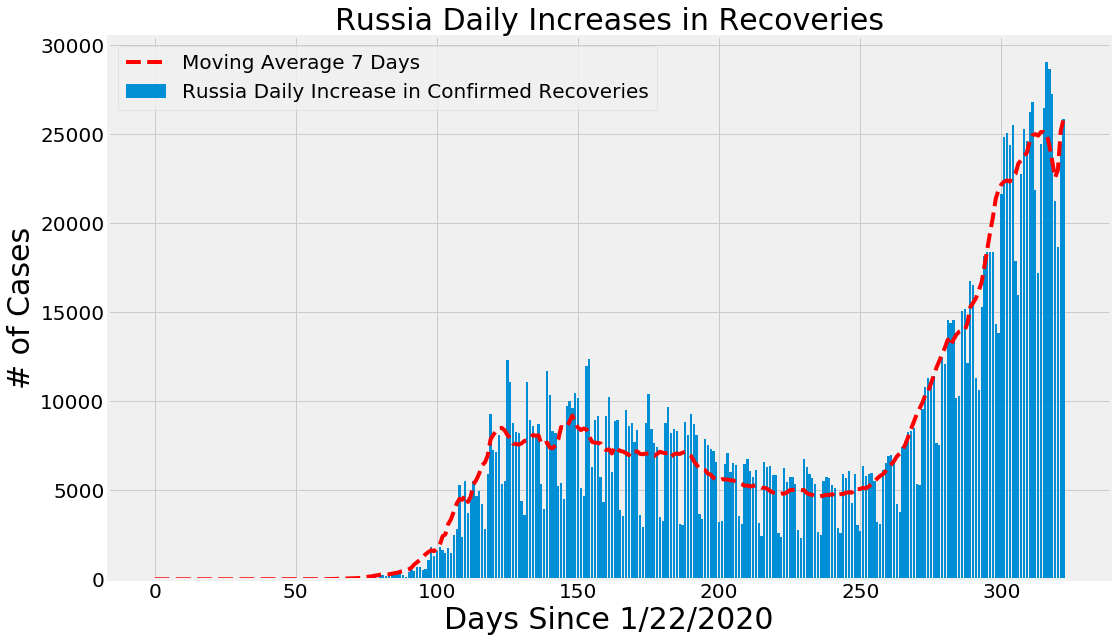 Russia Daily Increases in Recoveries
30000
Moving Average 7 Days
Russia Daily Increase in Confirmed Recoveries
25000
20000
# of Cases
15000
10000
5000
0
0 50 100 150 200 250 300
Days Since 1/22/2020